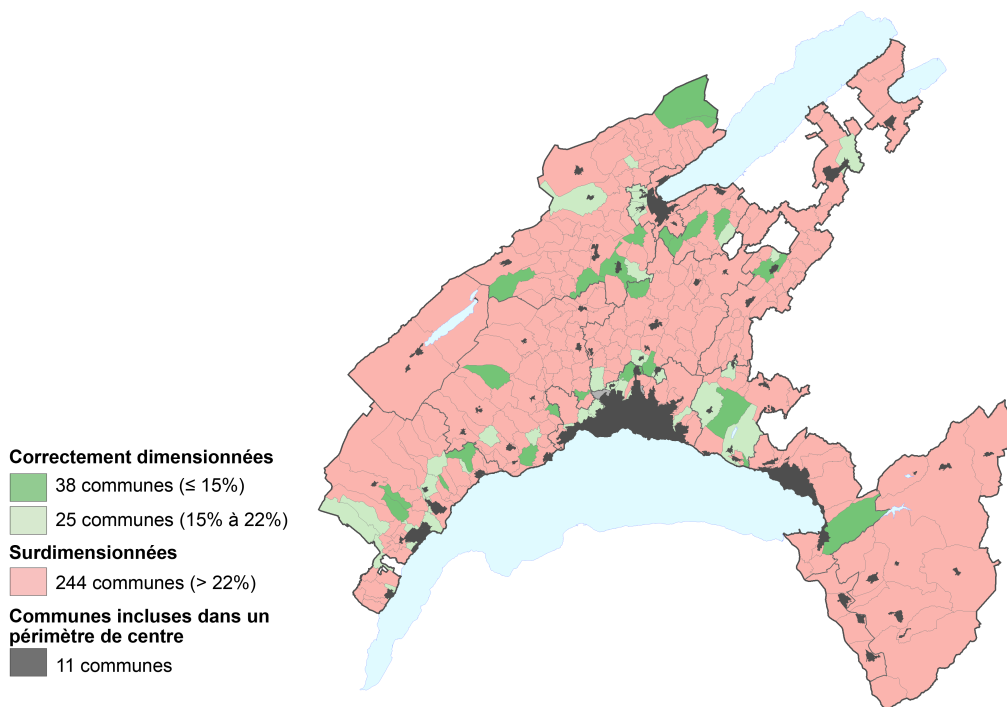 Correctement dimensionnées
38 communes (≤ 15%)
25 communes (15% à 22%)
Surdimensionnées
244 communes (> 22%)
Communes incluses dans un
périmètre de centre
11 communes